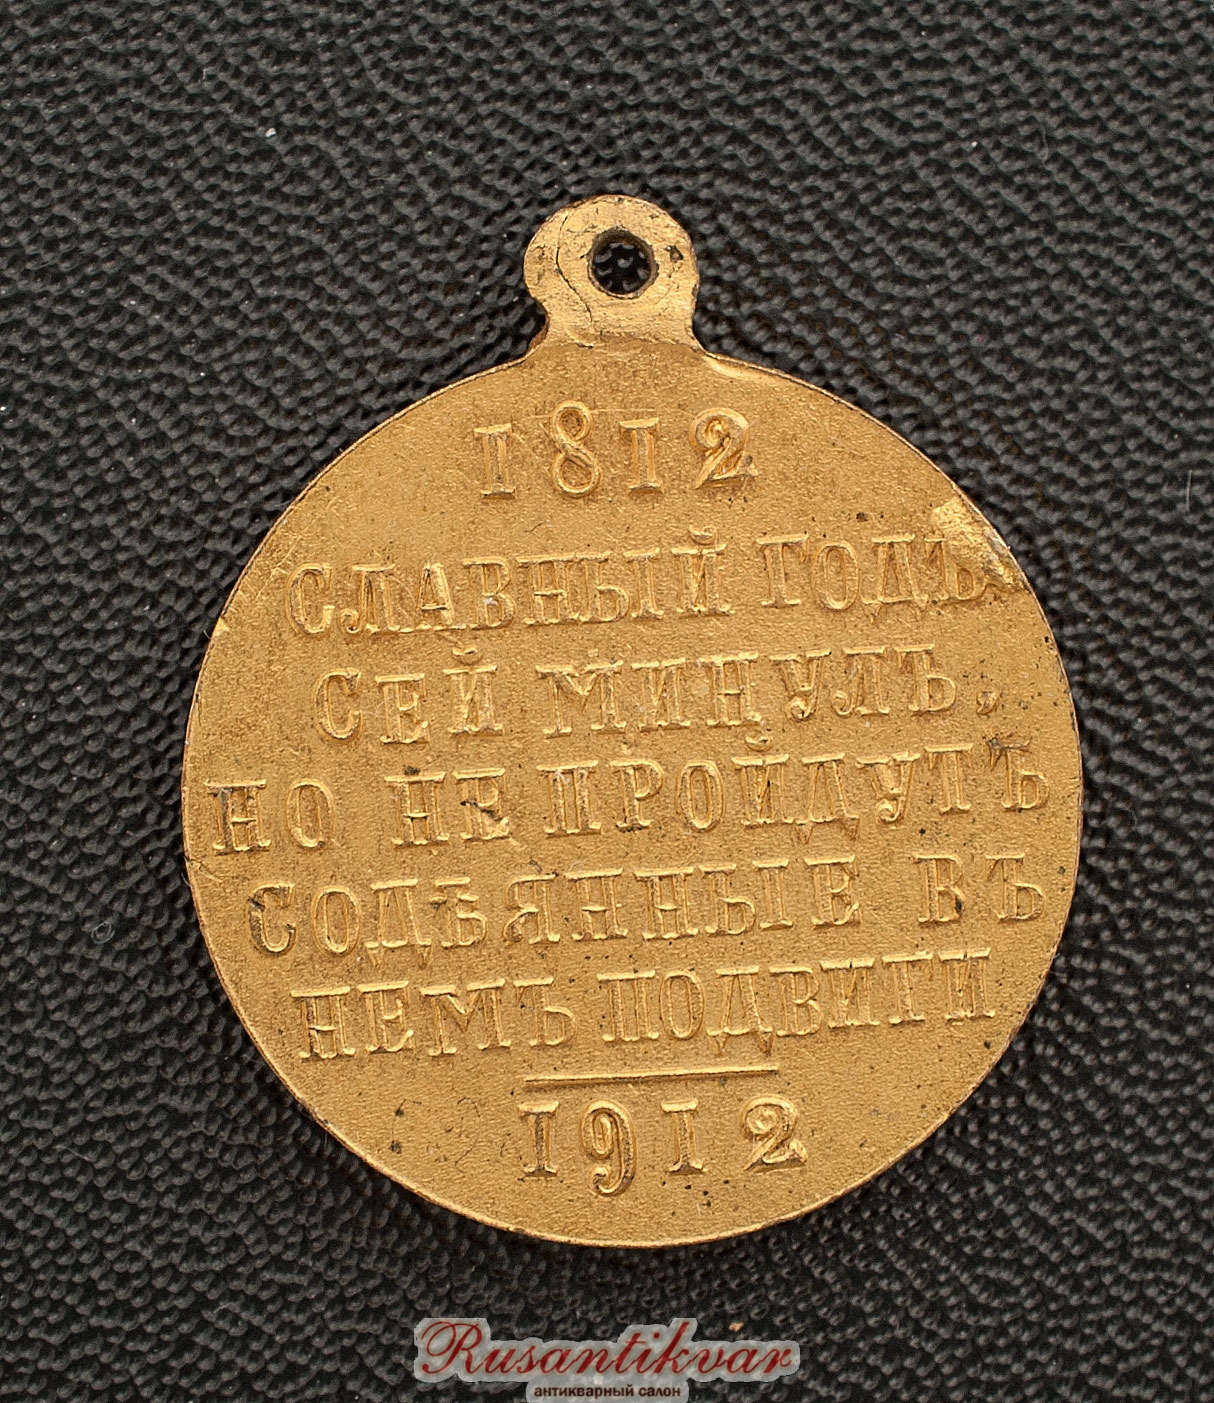 1812
СЛАВНЫЙ ГОДЪ
СЕЙ МИНУЛЪ,
НО НЕ ПРОЙДУТЪ
СОДѢЯННЫЕ ВЪ
НЕМЪ ПОДВИГИ
1912
Rusantikvar
антикварный салон